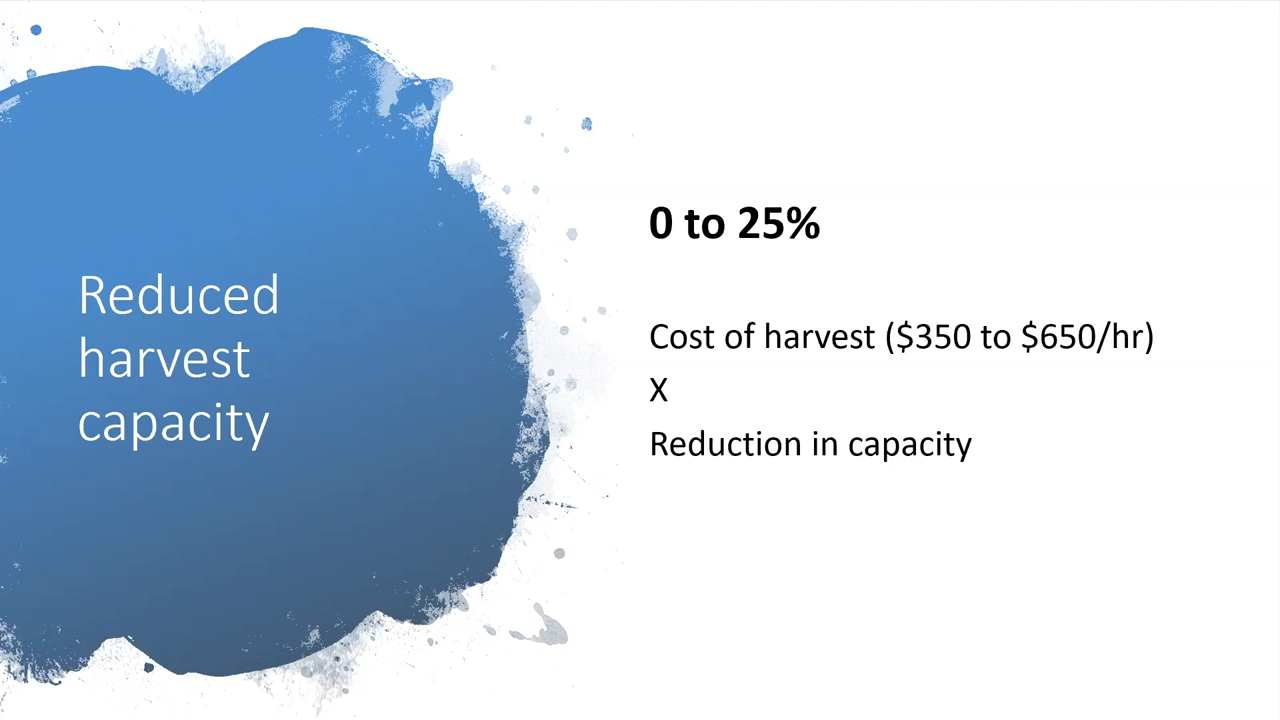 Reduced
harvest
capacity
0 to 25%
Cost of harvest ($350 to $650/hr)
X
Reduction in capacity